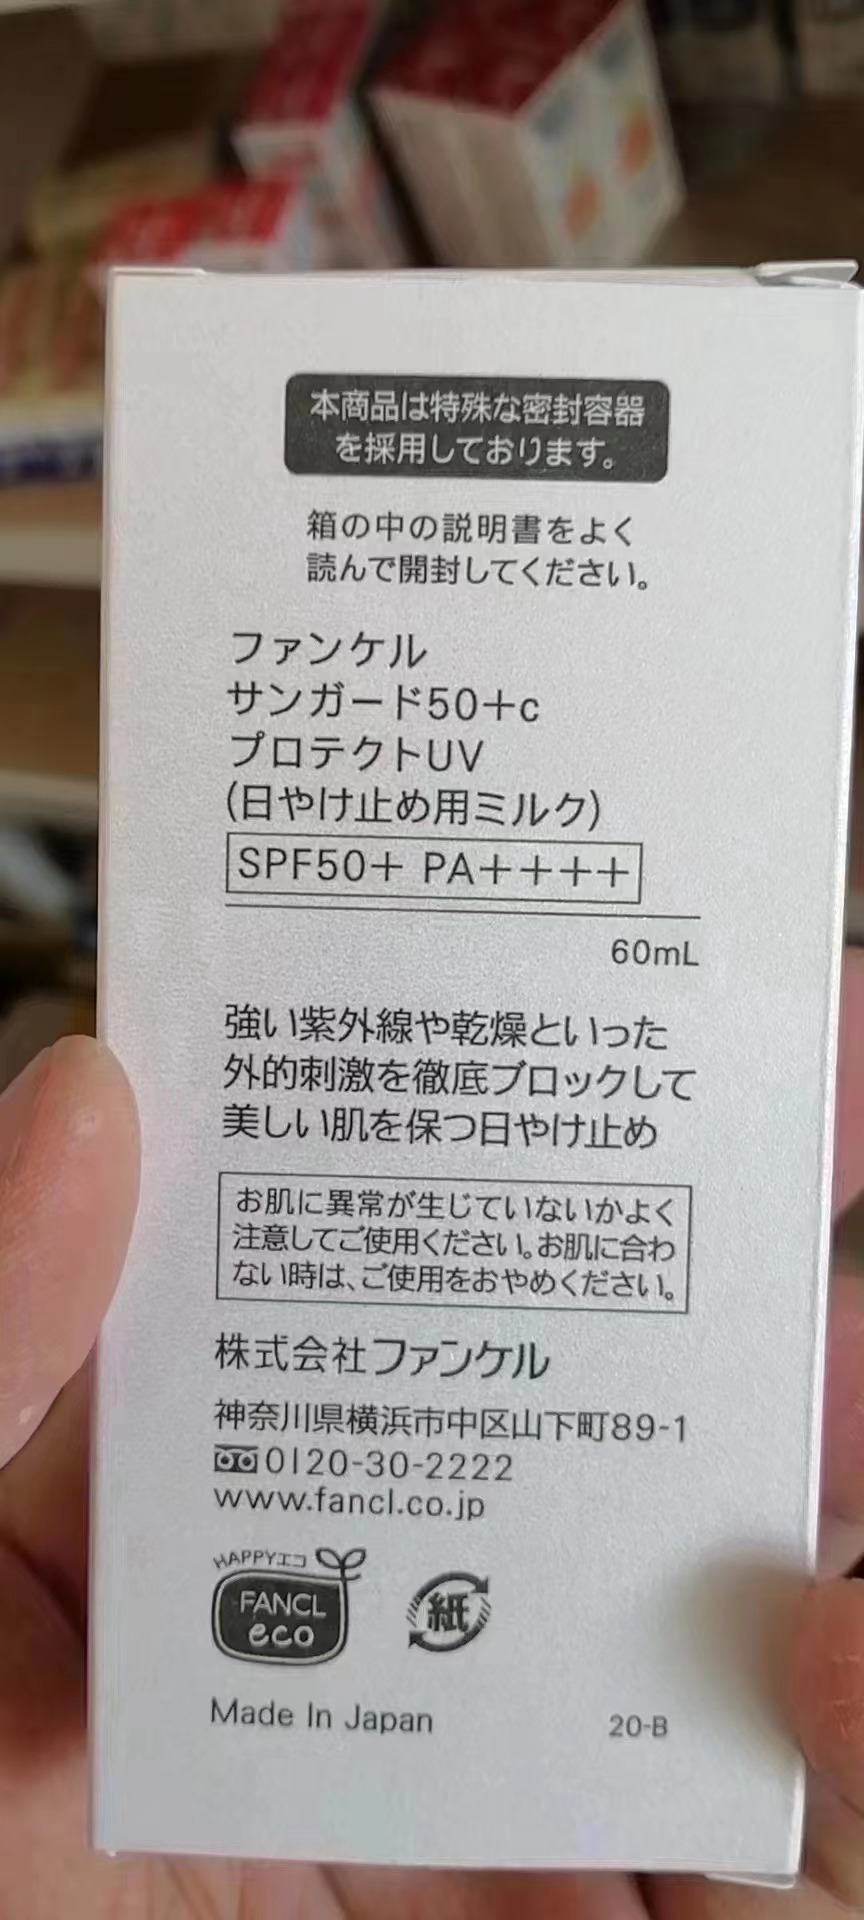 本商品は特殊な密封容器
を採用しております。
箱の中の説明書をよく
読んで開封してください。
ファンケル
サンガード50+c
プロテクトUV
(日やけ止め用ミルク)
SPF50+ PA++++
60mL
強い紫外線や乾燥といった
外的刺激を徹底ブロックして
美しい肌を保つ日やけ止め
お肌に異常が生じていないかよく
注意してご使用ください。お肌に合わ
ない時は、ご使用をおやめください。
株式会社ファンケル
神奈川県横浜市中区山下町89-1
0120-30-2222
www.fancl.co.jp
HAPPYエコ
FANCL
eco
紙
Made In Japan
20-B